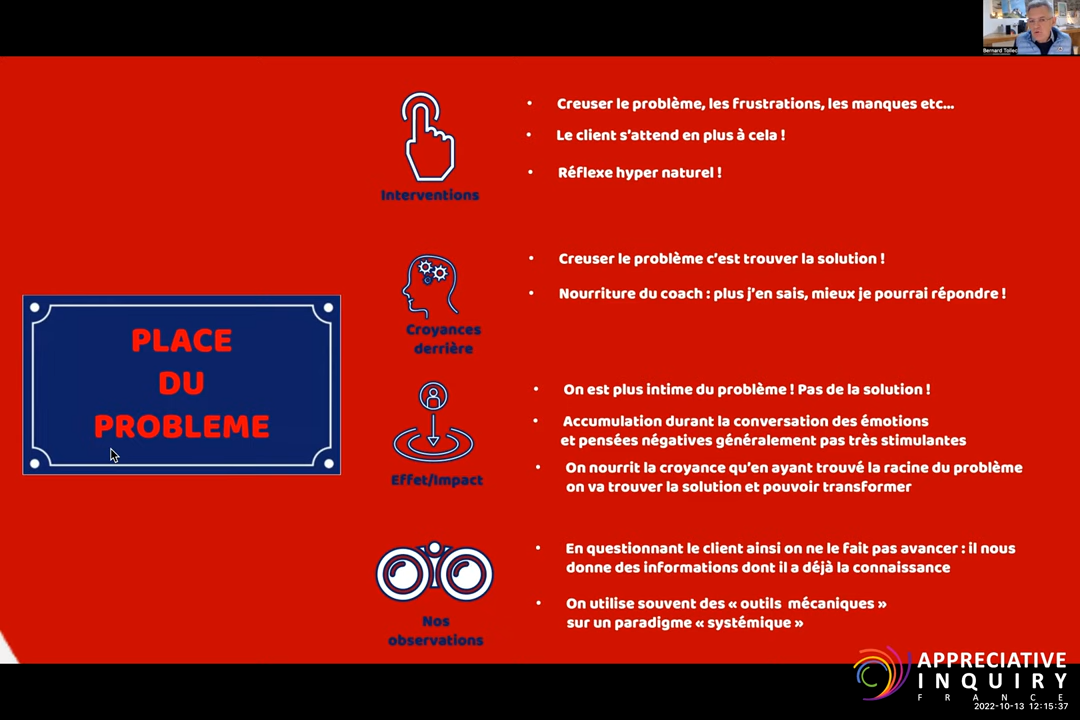 Bernard Tollec
Creuser le problème, les frustrations, les manques etc...
Le client s'attend en plus à cela !
Réflexe hyper naturel !
Interventions
Creuser le problème c'est trouver la solution !
Nourriture du coach : plus j'en sais, mieux je pourrai répondre !
Croyances
derrière
PLACE
DU
PROBLEME
On est plus intime du problème ! Pas de la solution !
Accumulation durant la conversation des émotions
et pensées négatives généralement pas très stimulantes
On nourrit la croyance qu'en ayant trouvé la racine du problème
on va trouver la solution et pouvoir transformer
Effet/Impact
En questionnant le client ainsi on ne le fait pas avancer : il nous
donne des informations dont il a déjà la connaissance
On utilise souvent des « outils mécaniques »
sur un paradigme « systémique »
Nos
observations
APPRECIATIVE
INQUIRY
FRANCE
2022-10-13 12:15:37